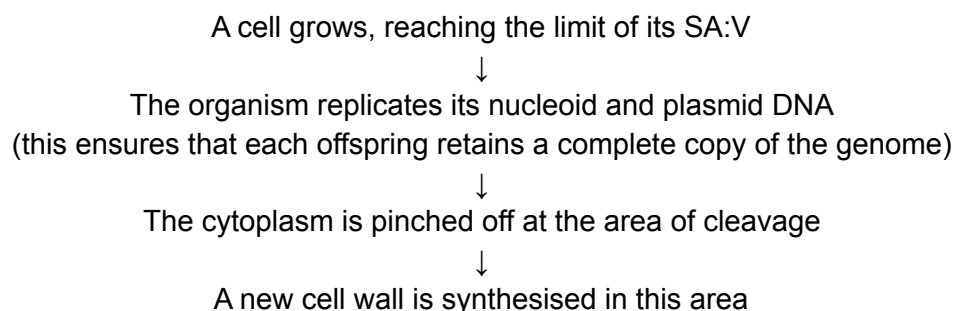 A cell grows, reaching the limit of its SA:V
↓
The organism replicates its nucleoid and plasmid DNA
(this ensures that each offspring retains a complete copy of the genome)
↓
The cytoplasm is pinched off at the area of cleavage
↓
A new cell wall is synthesised in this area